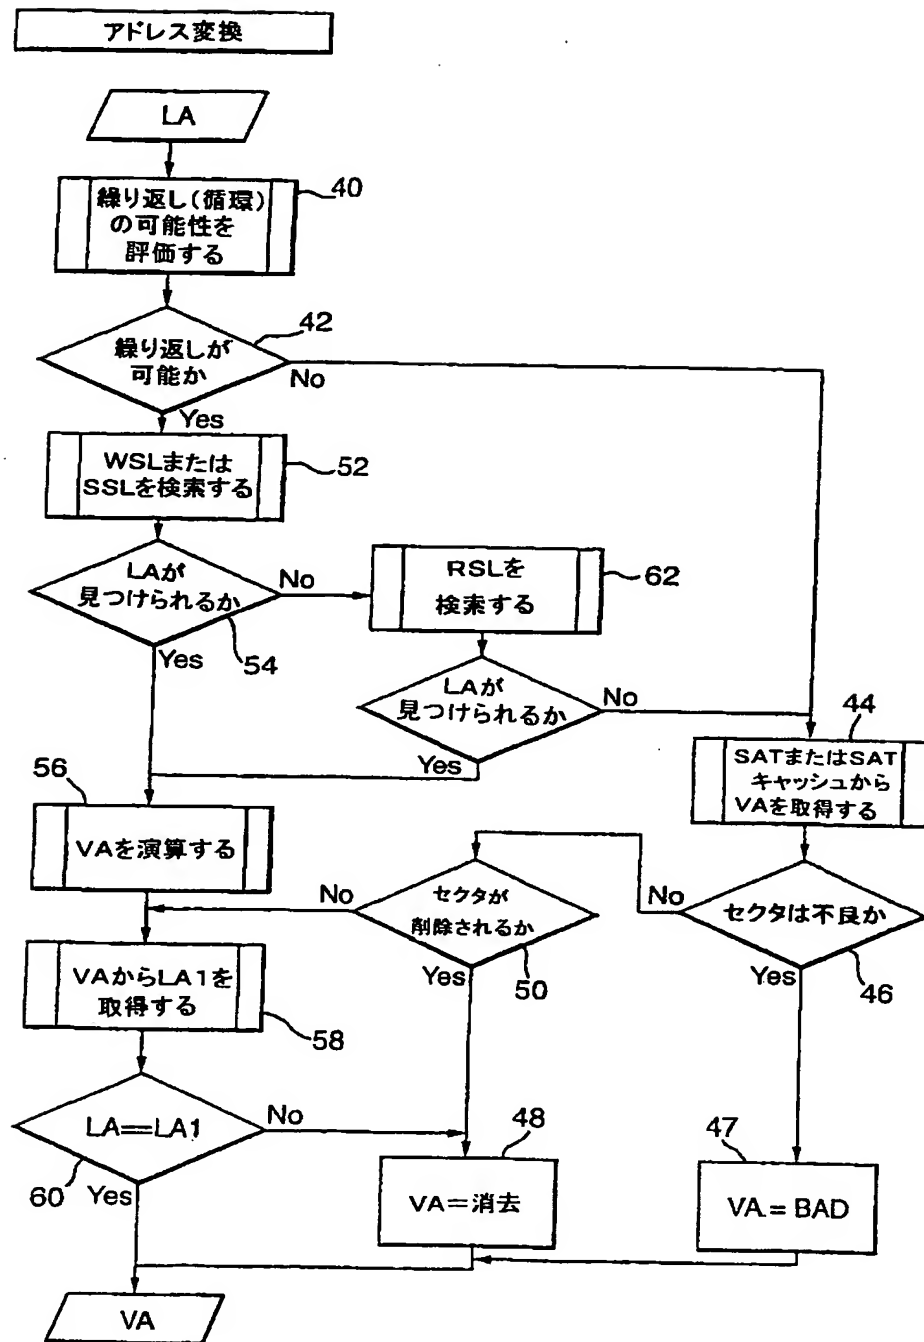 アドレス変換
LA
繰り返し(循環)
の可能性を
評価する
40
繰り返しが
可能か
42
No
Yes
WSLまたは
SSLを検索する
52
LAが
見つけられるか
No
54
Yes
RSLを
検索する
62
LAが
見つけられるか
No
Yes
44
SATまたはSAT
キャッシュから
VAを取得する
56
VAを演算する
No
セクタが
削除されるか
Yes
50
No
セクタは不良か
Yes
46
VAからLA1を
取得する
58
LA==LA1
No
60
Yes
48
VA=消去
47
VA.=BAD
VA